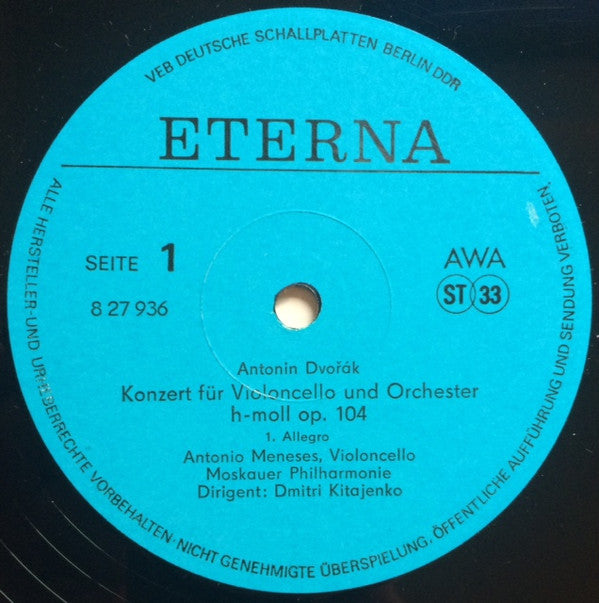 VEB DEUTSCHE SCHALLPLATTEN BERLIN DDR
ETERNA
SEITE 1
8 27 936
AWA
ST 33
Antonin Dvořák
Konzert für Violoncello und Orchester
h-moll op. 104
1. Allegro
Antonio Meneses, Violoncello
Moskauer Philharmonie
Dirigent: Dmitri Kitajenko
ALLE HERSTELLER- UND URHEBERRECHTE VORBEHALTEN · NICHT GENEHMIGTE ÜBERSPIELUNG, ÖFFENTLICHE AUFFÜHRUNG UND SENDUNG VERBOTEN.